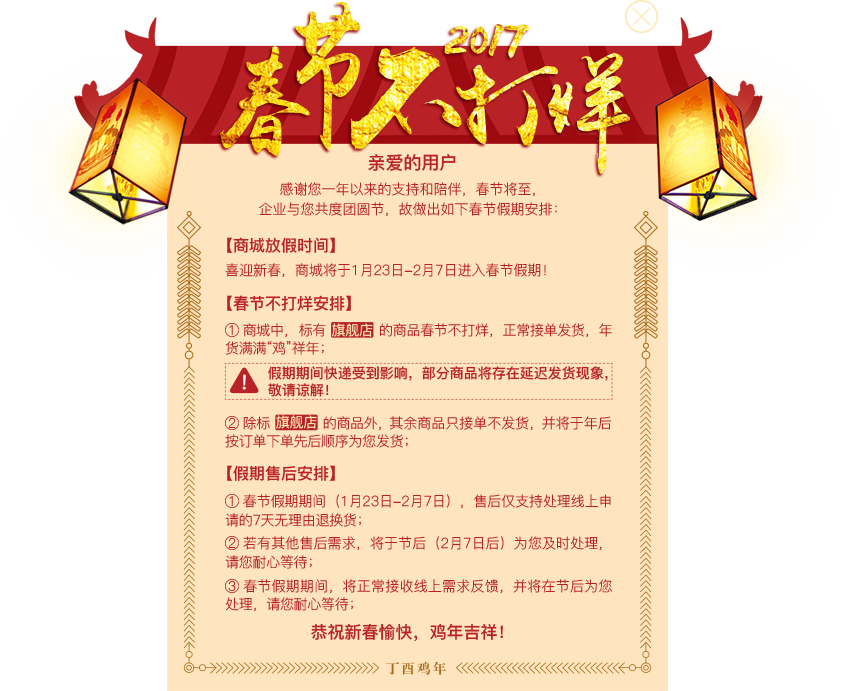 2017
春节不打烊
亲爱的用户
感谢您一年以来的支持和陪伴，春节将至，
企业与您共度团圆节，故做出如下春节假期安排：
【商城放假时间】
喜迎新春，商城将于1月23日-2月7日进入春节假期！
【春节不打烊安排】
① 商城中，标有 旗舰店 的商品春节不打烊，正常接单发货，年
货满满“鸡”祥年；
假期期间快递受到影响，部分商品将存在延迟发货现象，
敬请谅解！
② 除标 旗舰店 的商品外，其余商品只接单不发货，并将于年后
按订单下单先后顺序为您发货；
【假期售后安排】
① 春节假期期间（1月23日-2月7日），售后仅支持处理线上申
请的7天无理由退换货；
② 若有其他售后需求，将于节后（2月7日后）为您及时处理，
请您耐心等待；
③ 春节假期期间，将正常接收线上需求反馈，并将在节后为您
处理，请您耐心等待；
恭祝新春愉快，鸡年吉祥！
丁酉鸡年